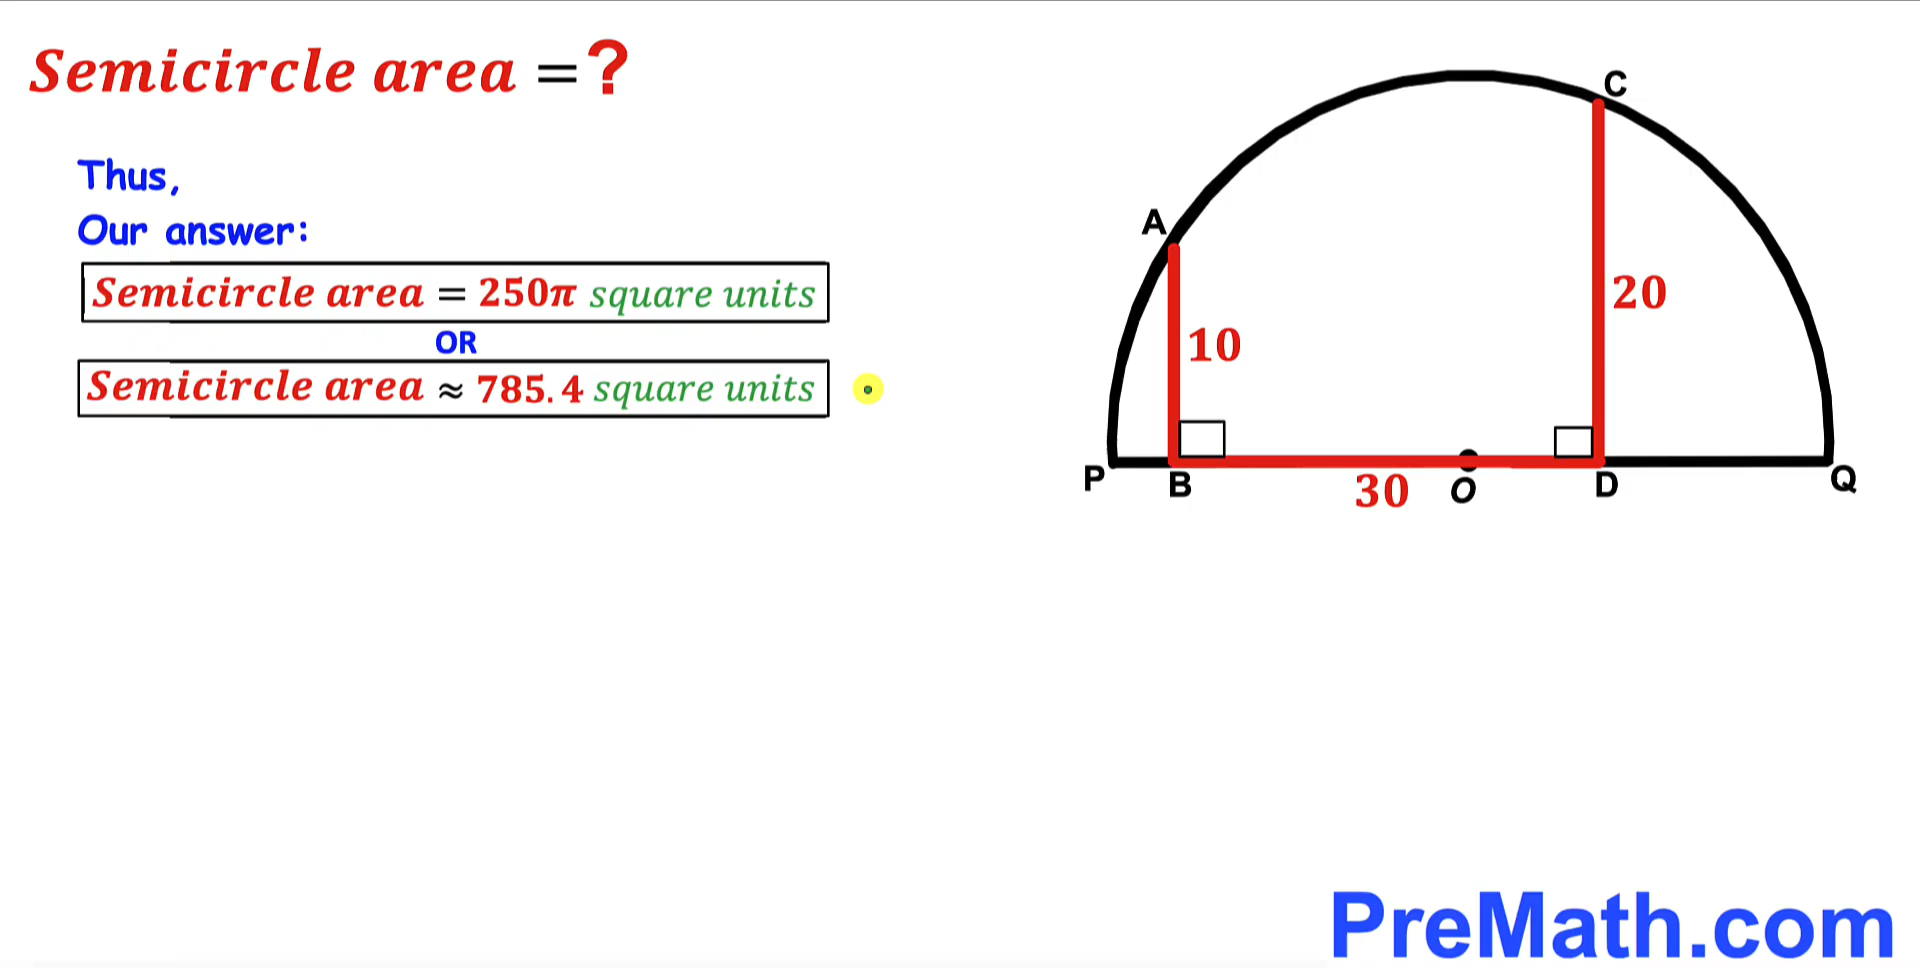 Semicircle area = ?
Thus,
Our answer:
Semicircle area = 250π square units
OR
Semicircle area ≈ 785.4 square units
C
A
20
10
P
B
30
O
D
Q
PreMath.com